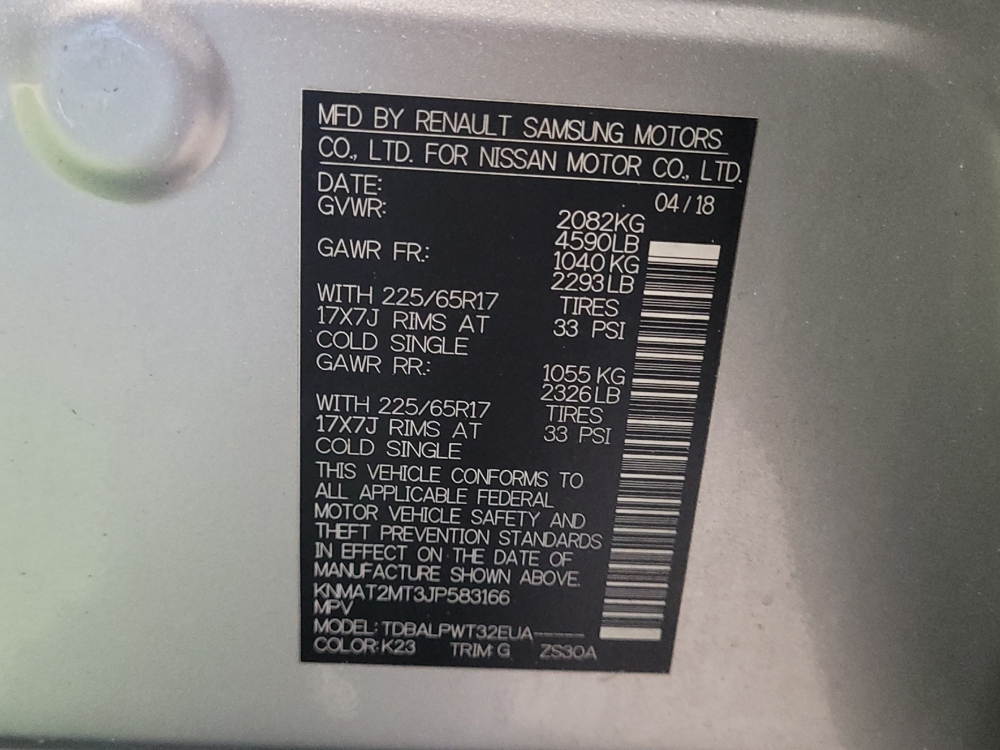 MFD BY RENAULT SAMSUNG MOTORS
CO., LTD. FOR NISSAN MOTOR CO., LTD.
DATE: 04/18
GVWR: 2082KG
4590LB
GAWR FR.: 1040 KG
2293LB
WITH 225/65R17 TIRES
17X7J RIMS AT 33 PSI
COLD SINGLE
GAWR RR.: 1055 KG
2326LB
WITH 225/65R17 TIRES
17X7J RIMS AT 33 PSI
COLD SINGLE
THIS VEHICLE CONFORMS TO
ALL APPLICABLE FEDERAL
MOTOR VEHICLE SAFETY AND
THEFT PREVENTION STANDARDS
IN EFFECT ON THE DATE OF
MANUFACTURE SHOWN ABOVE.
KNMAT2MT3JP583166
MPV
MODEL: TDBALPWT32EUA-----
COLOR: K23 TRIM: G ZS30A